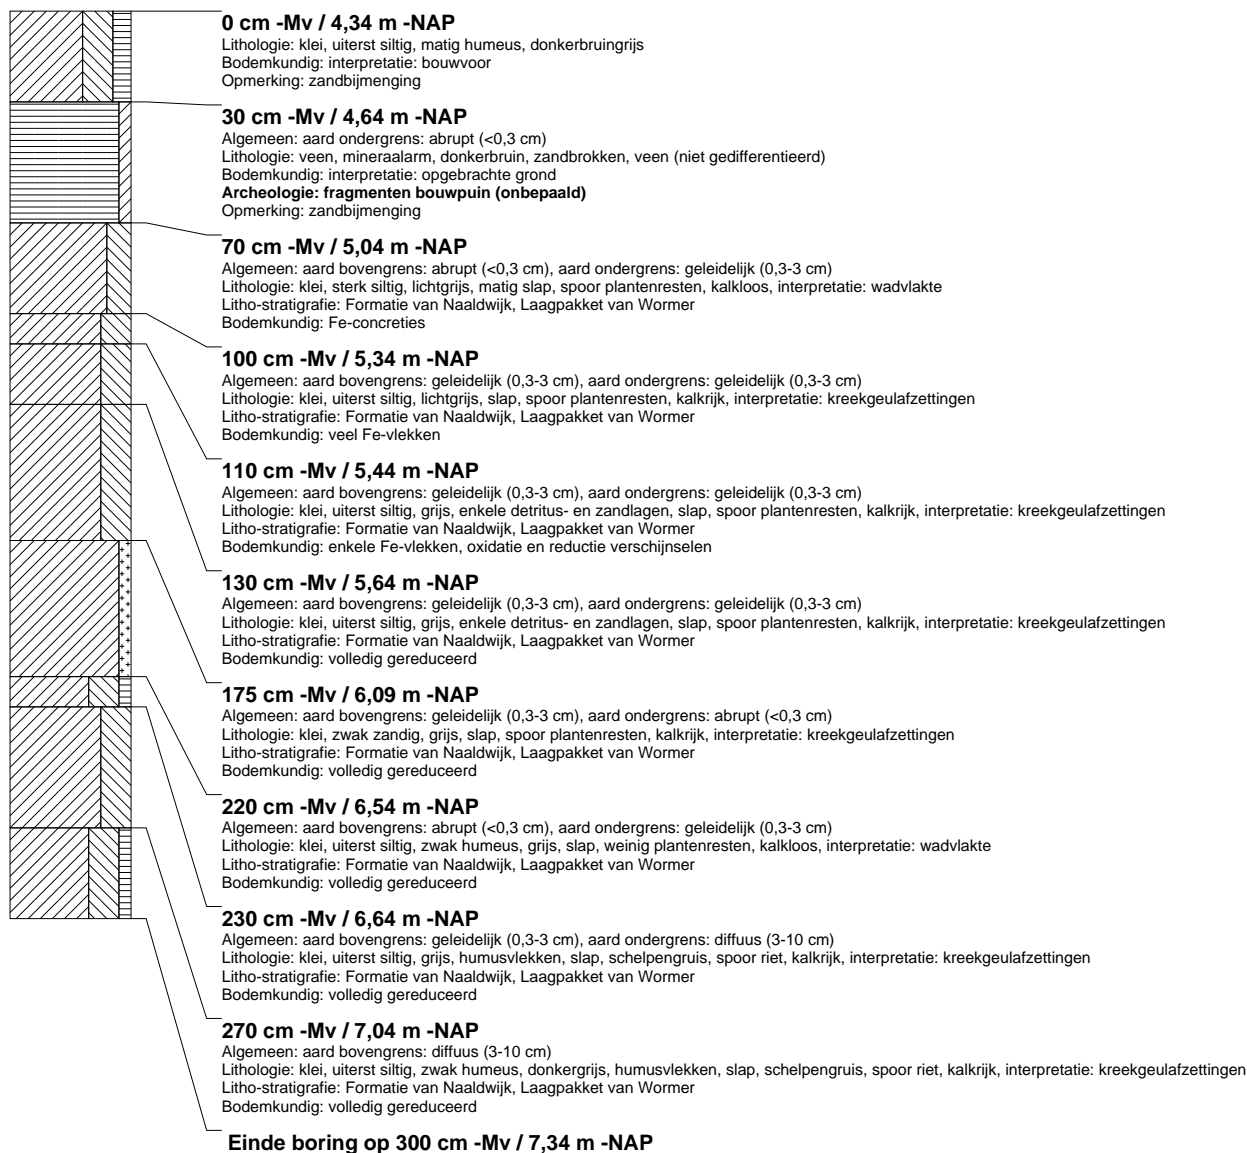 0 cm -Mv / 4,34 m -NAP
Lithologie: klei, uiterst siltig, matig humeus, donkerbruingrijs
Bodemkundig: interpretatie: bouwvoor
Opmerking: zandbijmenging
30 cm -Mv / 4,64 m -NAP
Algemeen: aard ondergrens: abrupt (<0,3 cm)
Lithologie: veen, mineraalarm, donkerbruin, zandbrokken, veen (niet gedifferentieerd)
Bodemkundig: interpretatie: opgebrachte grond
Archeologie: fragmenten bouwpuin (onbepaald)
Opmerking: zandbijmenging
70 cm -Mv / 5,04 m -NAP
Algemeen: aard bovengrens: abrupt (<0,3 cm), aard ondergrens: geleidelijk (0,3-3 cm)
Lithologie: klei, sterk siltig, lichtgrijs, matig slap, spoor plantenresten, kalkloos, interpretatie: wadvlakte
Litho-stratigrafie: Formatie van Naaldwijk, Laagpakket van Wormer
Bodemkundig: Fe-concreties
100 cm -Mv / 5,34 m -NAP
Algemeen: aard bovengrens: geleidelijk (0,3-3 cm), aard ondergrens: geleidelijk (0,3-3 cm)
Lithologie: klei, uiterst siltig, lichtgrijs, slap, spoor plantenresten, kalkrijk, interpretatie: kreekgeulafzettingen
Litho-stratigrafie: Formatie van Naaldwijk, Laagpakket van Wormer
Bodemkundig: veel Fe-vlekken
110 cm -Mv / 5,44 m -NAP
Algemeen: aard bovengrens: geleidelijk (0,3-3 cm), aard ondergrens: geleidelijk (0,3-3 cm)
Lithologie: klei, uiterst siltig, grijs, enkele detritus- en zandlagen, slap, spoor plantenresten, kalkrijk, interpretatie: kreekgeulafzettingen
Litho-stratigrafie: Formatie van Naaldwijk, Laagpakket van Wormer
Bodemkundig: enkele Fe-vlekken, oxidatie en reductie verschijnselen
130 cm -Mv / 5,64 m -NAP
Algemeen: aard bovengrens: geleidelijk (0,3-3 cm), aard ondergrens: geleidelijk (0,3-3 cm)
Lithologie: klei, uiterst siltig, grijs, enkele detritus- en zandlagen, slap, spoor plantenresten, kalkrijk, interpretatie: kreekgeulafzettingen
Litho-stratigrafie: Formatie van Naaldwijk, Laagpakket van Wormer
Bodemkundig: volledig gereduceerd
175 cm -Mv / 6,09 m -NAP
Algemeen: aard bovengrens: geleidelijk (0,3-3 cm), aard ondergrens: abrupt (<0,3 cm)
Lithologie: klei, zwak zandig, grijs, slap, spoor plantenresten, kalkrijk, interpretatie: kreekgeulafzettingen
Litho-stratigrafie: Formatie van Naaldwijk, Laagpakket van Wormer
Bodemkundig: volledig gereduceerd
220 cm -Mv / 6,54 m -NAP
Algemeen: aard bovengrens: abrupt (<0,3 cm), aard ondergrens: geleidelijk (0,3-3 cm)
Lithologie: klei, uiterst siltig, zwak humeus, grijs, slap, weinig plantenresten, kalkloos, interpretatie: wadvlakte
Litho-stratigrafie: Formatie van Naaldwijk, Laagpakket van Wormer
Bodemkundig: volledig gereduceerd
230 cm -Mv / 6,64 m -NAP
Algemeen: aard bovengrens: geleidelijk (0,3-3 cm), aard ondergrens: diffuus (3-10 cm)
Lithologie: klei, uiterst siltig, grijs, humusvlekken, slap, schelpengruis, spoor riet, kalkrijk, interpretatie: kreekgeulafzettingen
Litho-stratigrafie: Formatie van Naaldwijk, Laagpakket van Wormer
Bodemkundig: volledig gereduceerd
270 cm -Mv / 7,04 m -NAP
Algemeen: aard bovengrens: diffuus (3-10 cm)
Lithologie: klei, uiterst siltig, zwak humeus, donkergrijs, humusvlekken, slap, schelpengruis, spoor riet, kalkrijk, interpretatie: kreekgeulafzettingen
Litho-stratigrafie: Formatie van Naaldwijk, Laagpakket van Wormer
Bodemkundig: volledig gereduceerd
Einde boring op 300 cm -Mv / 7,34 m -NAP